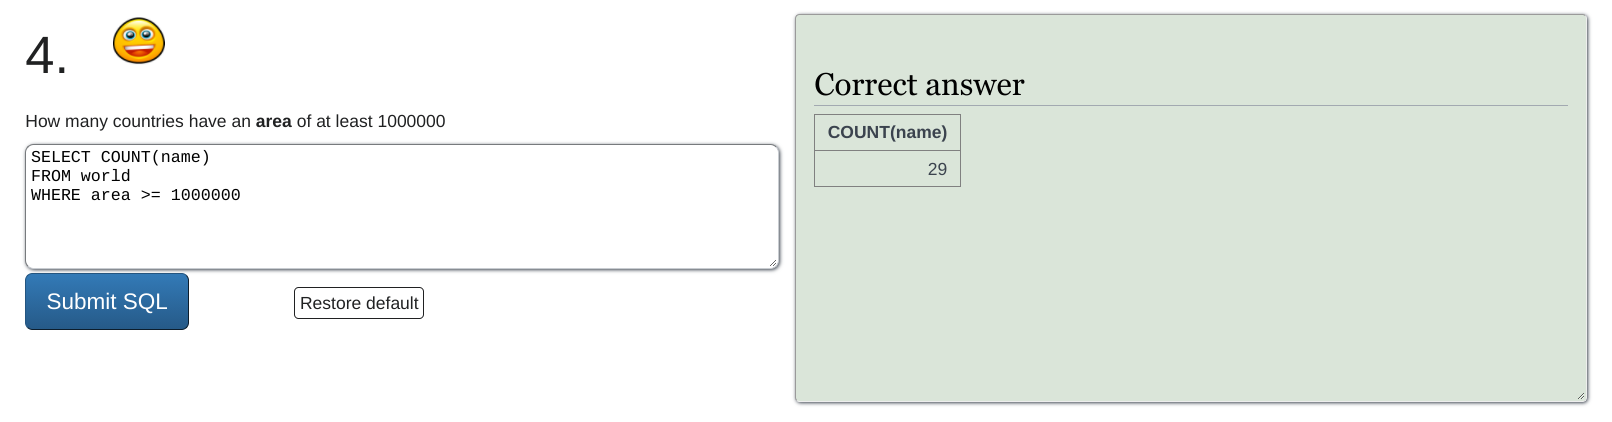 4.
How many countries have an area of at least 1000000
SELECT COUNT(name)
FROM world
WHERE area >= 1000000
Submit SQL
Restore default
Correct answer
COUNT(name)
29